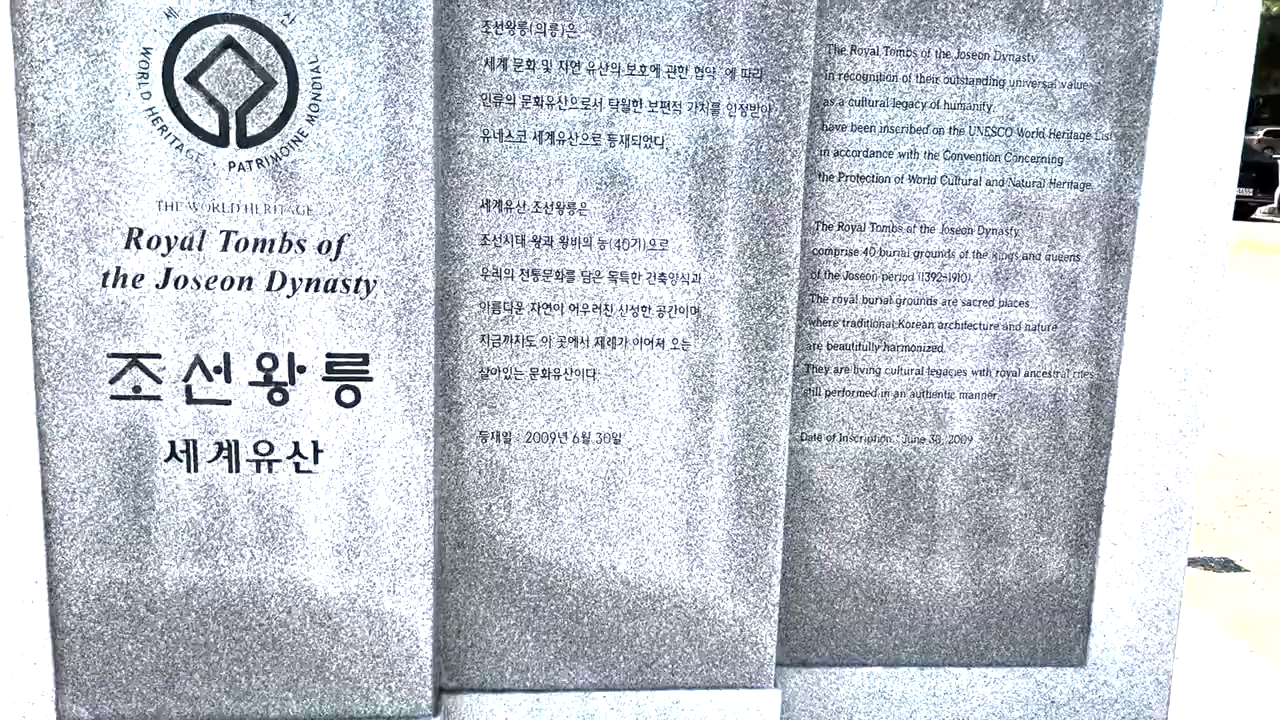 WORLD HERITAGE · PATRIMOINE MONDIAL
THE WORLD HERITAGE
Royal Tombs of
the Joseon Dynasty
조선왕릉
세계유산
조선왕릉(의릉)은
세계 문화 및 자연 유산의 보호에 관한 협약 에 따라
인류의 문화유산으로서 탁월한 보편적 가치를 인정받아
유네스코 세계유산으로 등재되었다.
세계유산 조선왕릉은
조선시대 왕과 왕비의 능(40기)으로
우리의 전통문화를 담은 독특한 건축양식과
아름다운 자연이 어우러진 신성한 공간이며
지금까지도 이 곳에서 제례가 이어져 오는
살아있는 문화유산이다
등재일 : 2009년 6월 30일
The Royal Tombs of the Joseon Dynasty
in recognition of their outstanding universal value
as a cultural legacy of humanity,
have been inscribed on the UNESCO World Heritage List
in accordance with the Convention Concerning
the Protection of World Cultural and Natural Heritage.
The Royal Tombs of the Joseon Dynasty
comprise 40 burial grounds of the kings and queens
of the Joseon period (1392-1910).
The royal burial grounds are sacred places
where traditional Korean architecture and nature
are beautifully harmonized.
They are living cultural legacies with royal ancestral rites
still performed in an authentic manner.
Date of Inscription : June 30, 2009